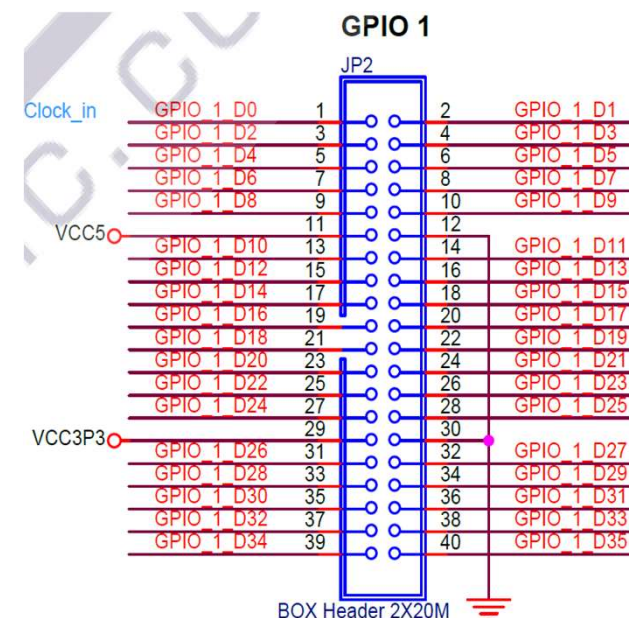 GPIO 1
JP2
Clock_in GPIO_1_D0 1 2 GPIO_1_D1
GPIO_1_D2 3 4 GPIO_1_D3
GPIO_1_D4 5 6 GPIO_1_D5
GPIO_1_D6 7 8 GPIO_1_D7
GPIO_1_D8 9 10 GPIO_1_D9
VCC5 11 12
GPIO_1_D10 13 14 GPIO_1_D11
GPIO_1_D12 15 16 GPIO_1_D13
GPIO_1_D14 17 18 GPIO_1_D15
GPIO_1_D16 19 20 GPIO_1_D17
GPIO_1_D18 21 22 GPIO_1_D19
GPIO_1_D20 23 24 GPIO_1_D21
GPIO_1_D22 25 26 GPIO_1_D23
GPIO_1_D24 27 28 GPIO_1_D25
VCC3P3 29 30
GPIO_1_D26 31 32 GPIO_1_D27
GPIO_1_D28 33 34 GPIO_1_D29
GPIO_1_D30 35 36 GPIO_1_D31
GPIO_1_D32 37 38 GPIO_1_D33
GPIO_1_D34 39 40 GPIO_1_D35
BOX Header 2X20M